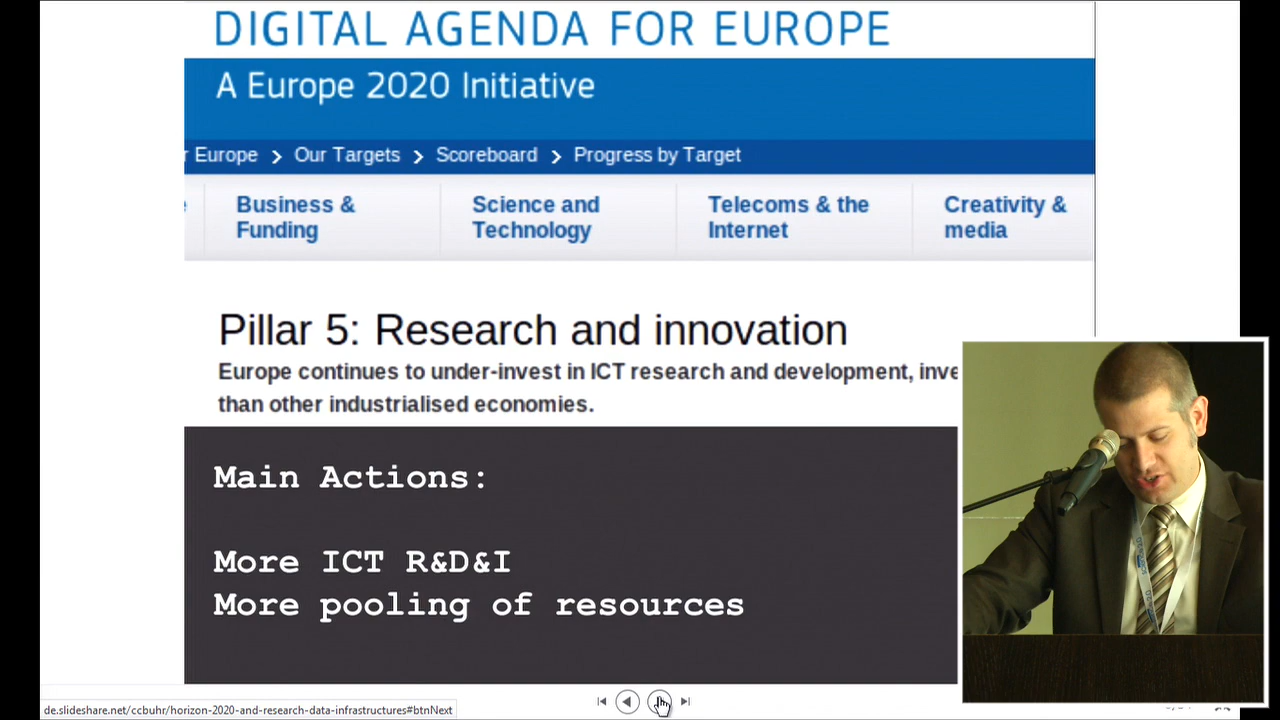 DIGITAL AGENDA FOR EUROPE
A Europe 2020 Initiative
r Europe > Our Targets > Scoreboard > Progress by Target
Business &
Funding
Science and
Technology
Telecoms & the
Internet
Creativity &
media
Pillar 5: Research and innovation
Europe continues to under-invest in ICT research and development, inve
than other industrialised economies.
Main Actions:
More ICT R&D&I
More pooling of resources
de.slideshare.net/ccbuhr/horizon-2020-and-research-data-infrastructures#btnNext